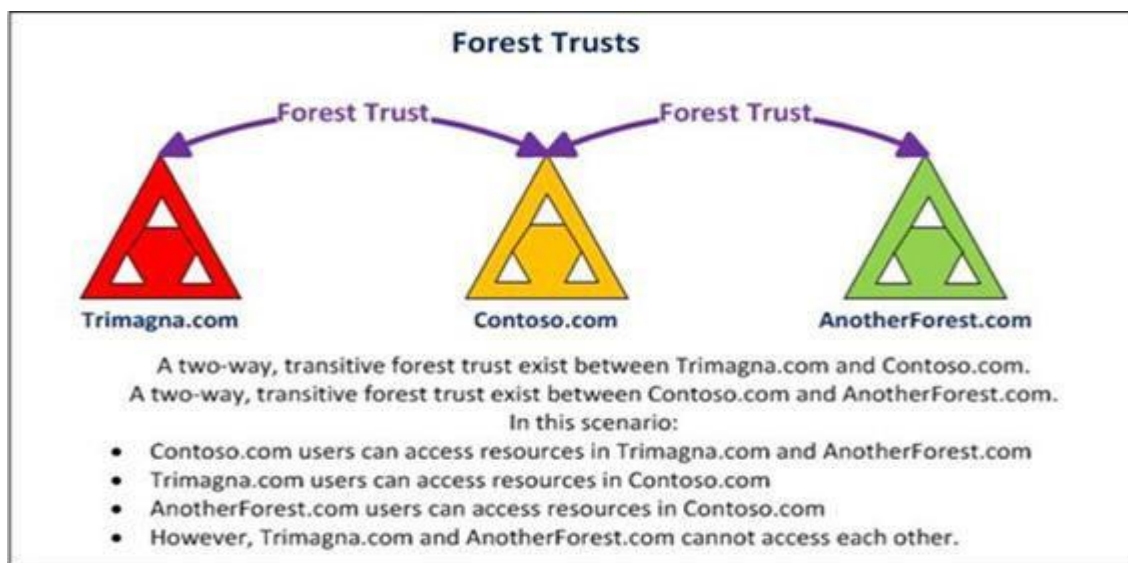 Forest Trusts
Forest Trust
Forest Trust
Trimagna.com
Contoso.com
AnotherForest.com
A two-way, transitive forest trust exist between Trimagna.com and Contoso.com.
A two-way, transitive forest trust exist between Contoso.com and AnotherForest.com.
In this scenario:
• Contoso.com users can access resources in Trimagna.com and AnotherForest.com
• Trimagna.com users can access resources in Contoso.com
• AnotherForest.com users can access resources in Contoso.com
• However, Trimagna.com and AnotherForest.com cannot access each other.